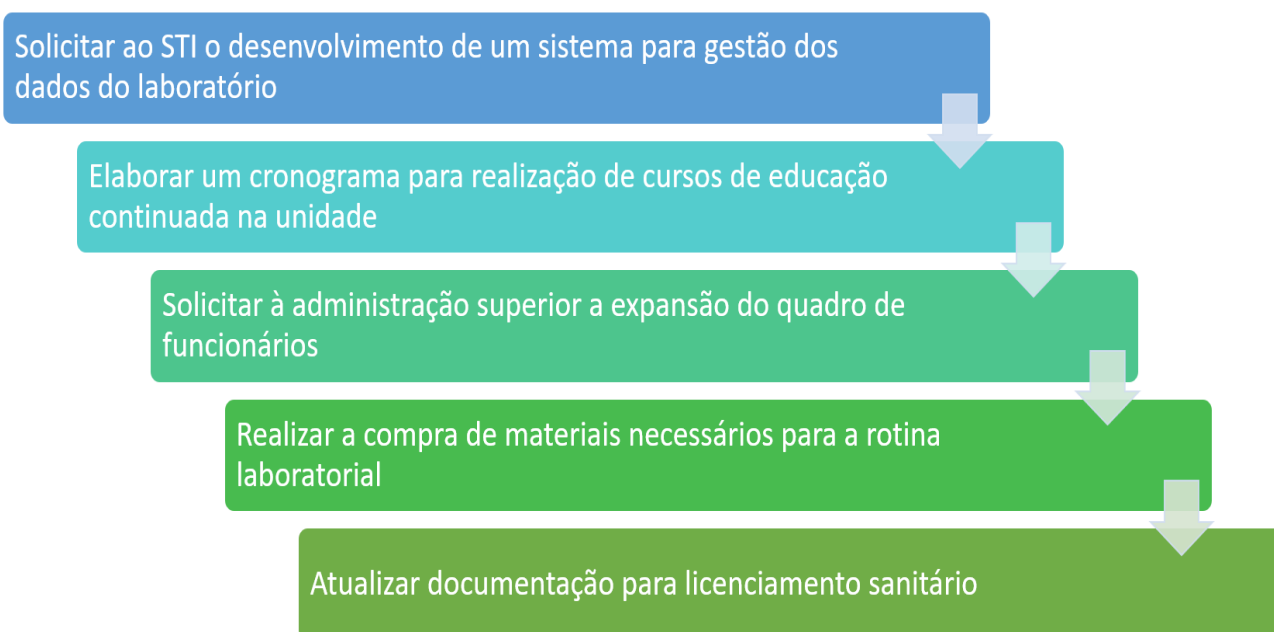 Solicitar ao STI o desenvolvimento de um sistema para gestão dos
dados do laboratório
Elaborar um cronograma para realização de cursos de educação
continuada na unidade
Solicitar à administração superior a expansão do quadro de
funcionários
Realizar a compra de materiais necessários para a rotina
laboratorial
Atualizar documentação para licenciamento sanitário